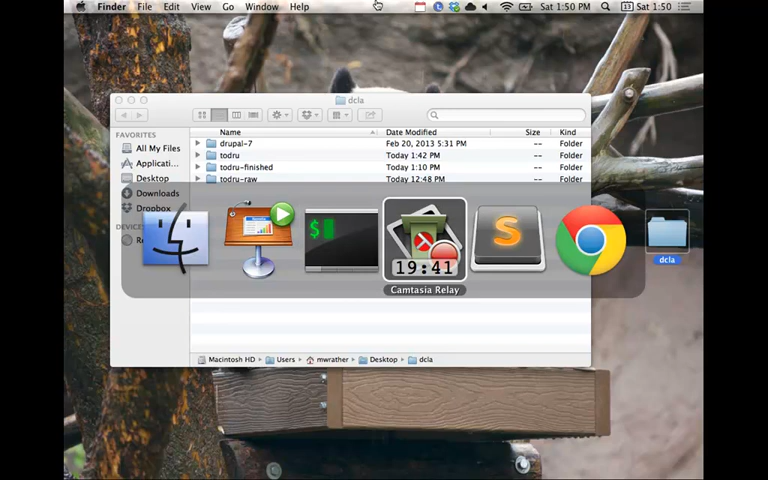 Finder File Edit View Go Window Help Sat 1:50 PM 13 Sat 1:50
dcla
FAVORITES
All My Files
Applicati...
Desktop
Downloads
Dropbox
Name Date Modified Size Kind
drupal-7 Feb 20, 2013 5:31 PM -- Folder
todru Today 1:42 PM -- Folder
todru-finished Today 1:10 PM -- Folder
todru-raw Today 12:48 PM -- Folder
$
19:41
S
Camtasia Relay
dcla
Macintosh HD Users mwrather Desktop dcla